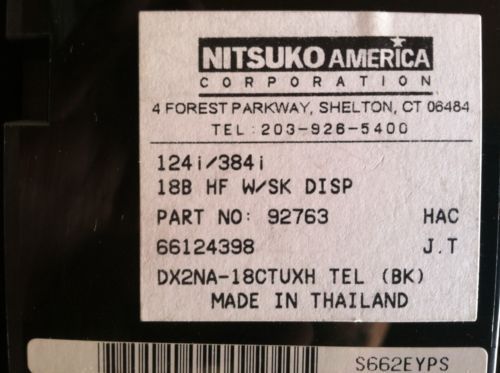 NITSUKO AMERICA
CORPORATION
4 FOREST PARKWAY, SHELTON, CT 06484
TEL: 203-926-5400
124i/384i
18B HF W/SK DISP
PART NO: 92763 HAC
66124398 J.T
DX2NA-18CTUXH TEL (BK)
MADE IN THAILAND
S662EYPS